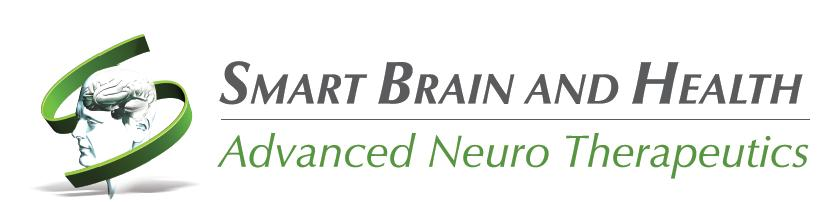 SMART BRAIN AND HEALTH
Advanced Neuro Therapeutics